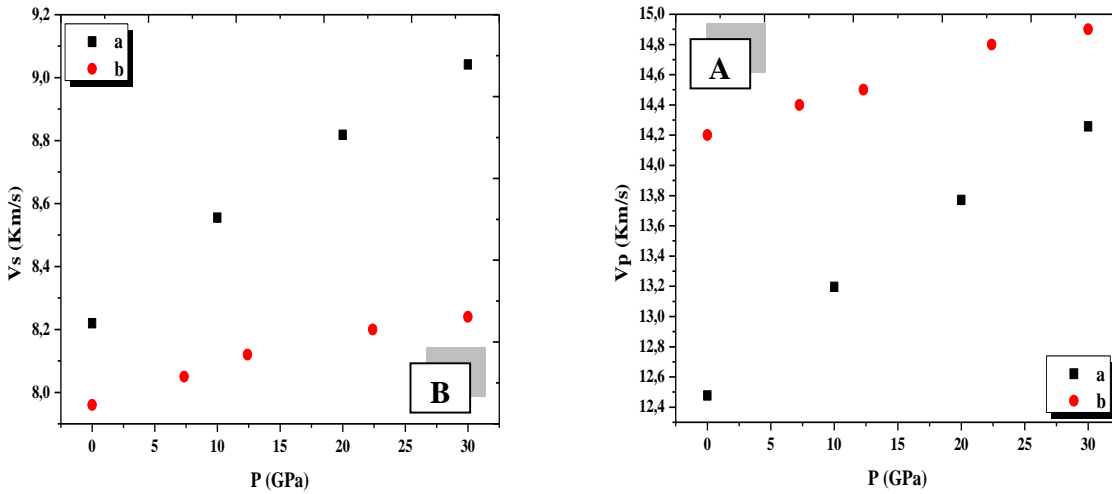 9,2
9,0
8,8
8,6
8,4
8,2
8,0
Vs (Km/s)
a
b
B
0 5 10 15 20 25 30
P (GPa)
15,0
14,8
14,6
14,4
14,2
14,0
13,8
13,6
13,4
13,2
13,0
12,8
12,6
12,4
Vp (Km/s)
A
a
b
0 5 10 15 20 25 30
P (GPa)